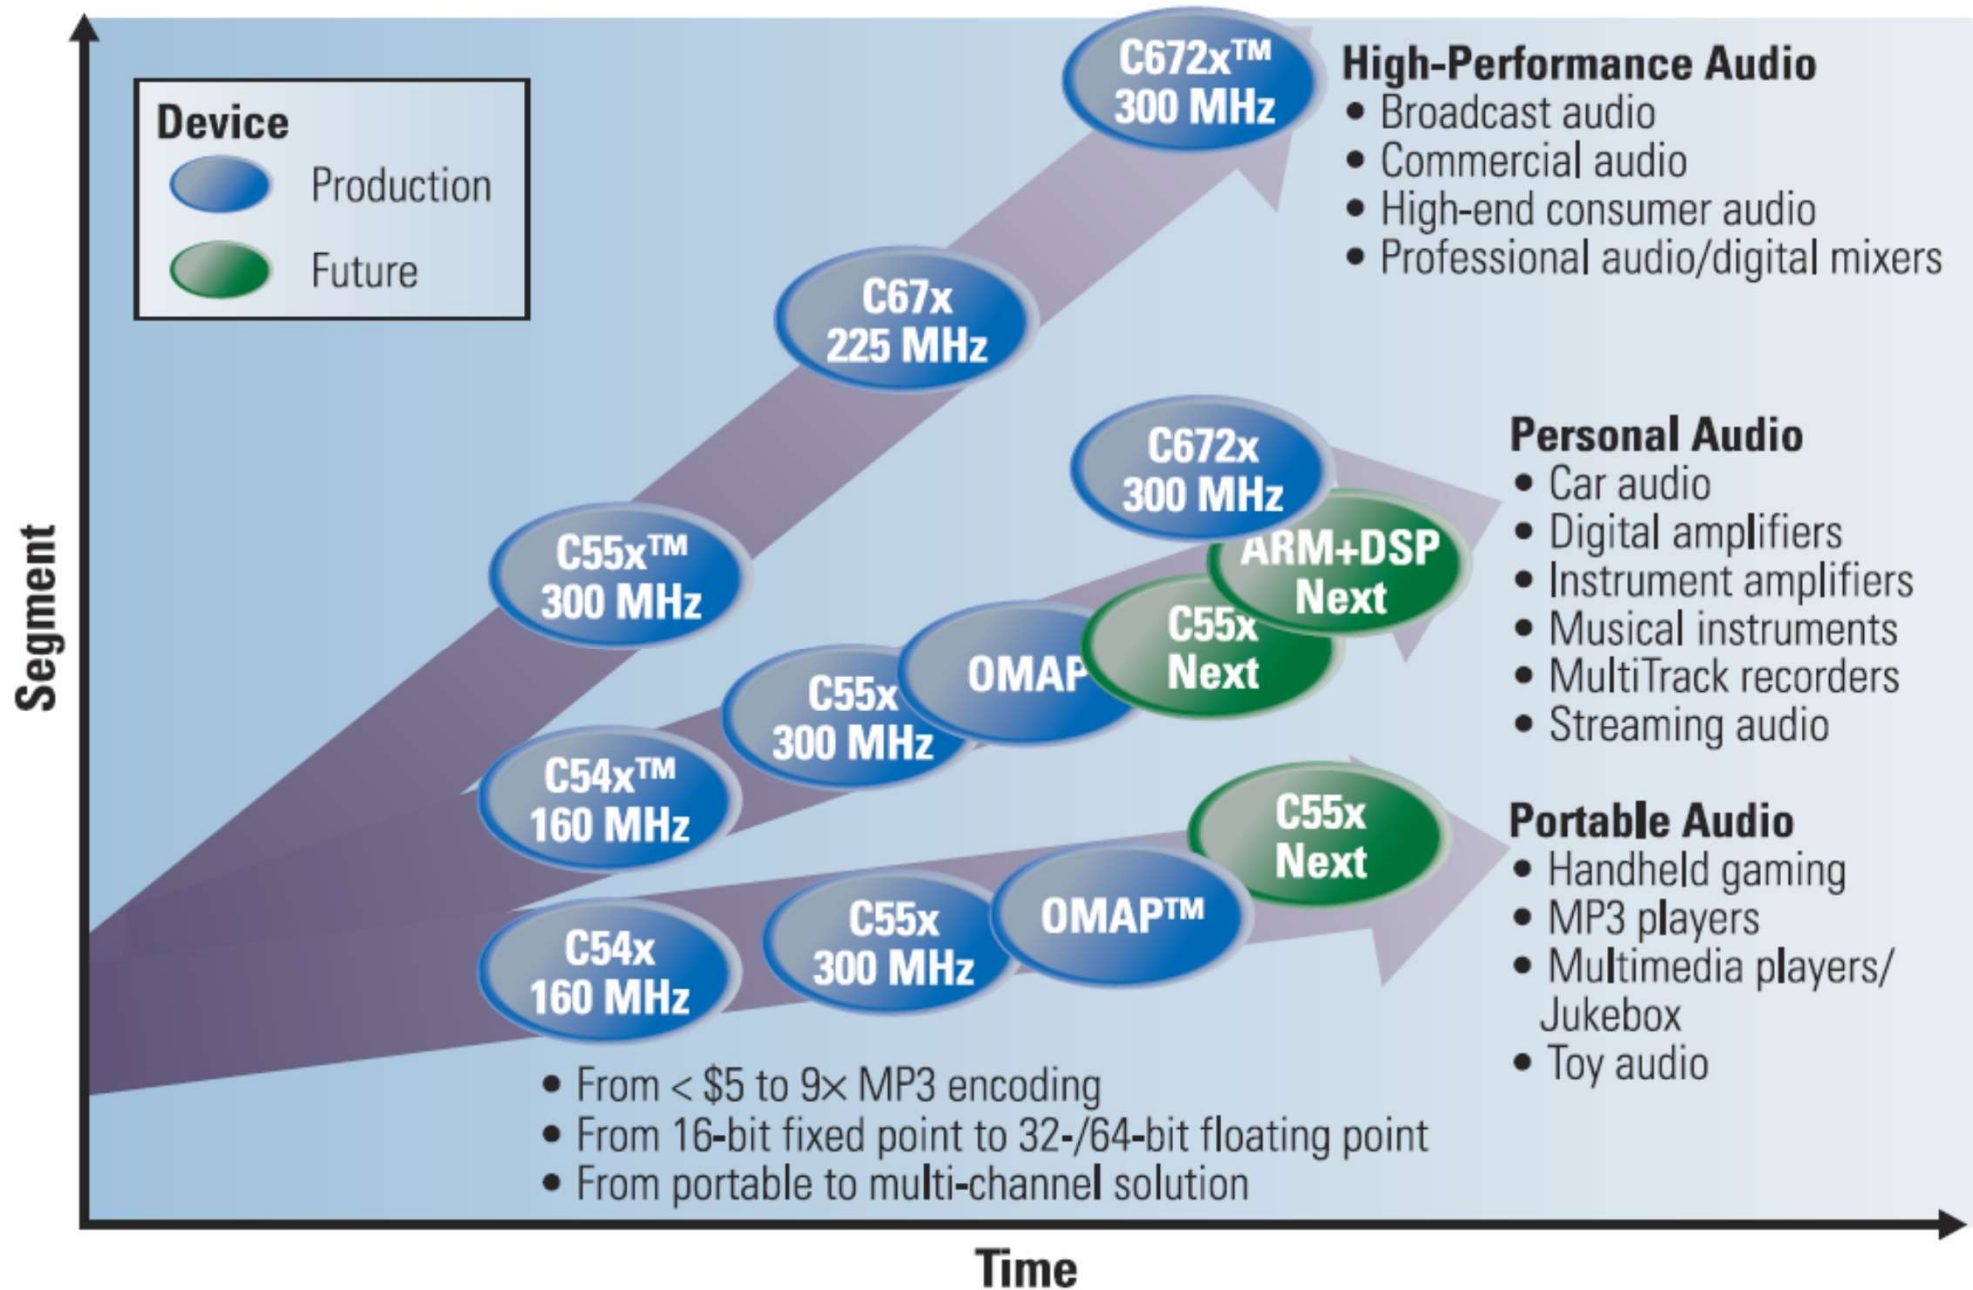 Device
Production
Future
C672x™
300 MHz
High-Performance Audio
• Broadcast audio
• Commercial audio
• High-end consumer audio
• Professional audio/digital mixers
C67x
225 MHz
C55x™
300 MHz
C672x
300 MHz
ARM+DSP
Next
C55x
Next
OMAP
C55x
300 MHz
C54x™
160 MHz
Personal Audio
• Car audio
• Digital amplifiers
• Instrument amplifiers
• Musical instruments
• MultiTrack recorders
• Streaming audio
C55x
Next
OMAP™
C55x
300 MHz
C54x
160 MHz
Portable Audio
• Handheld gaming
• MP3 players
• Multimedia players/
Jukebox
• Toy audio
• From < $5 to 9× MP3 encoding
• From 16-bit fixed point to 32-/64-bit floating point
• From portable to multi-channel solution
Segment
Time